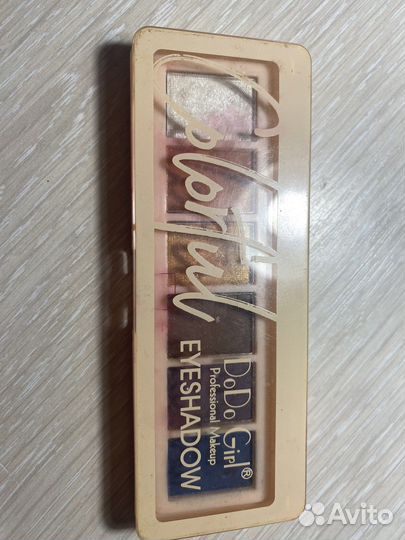 Colorful
DoDo Girl®
Professional Makeup
EYESHADOW
Avito